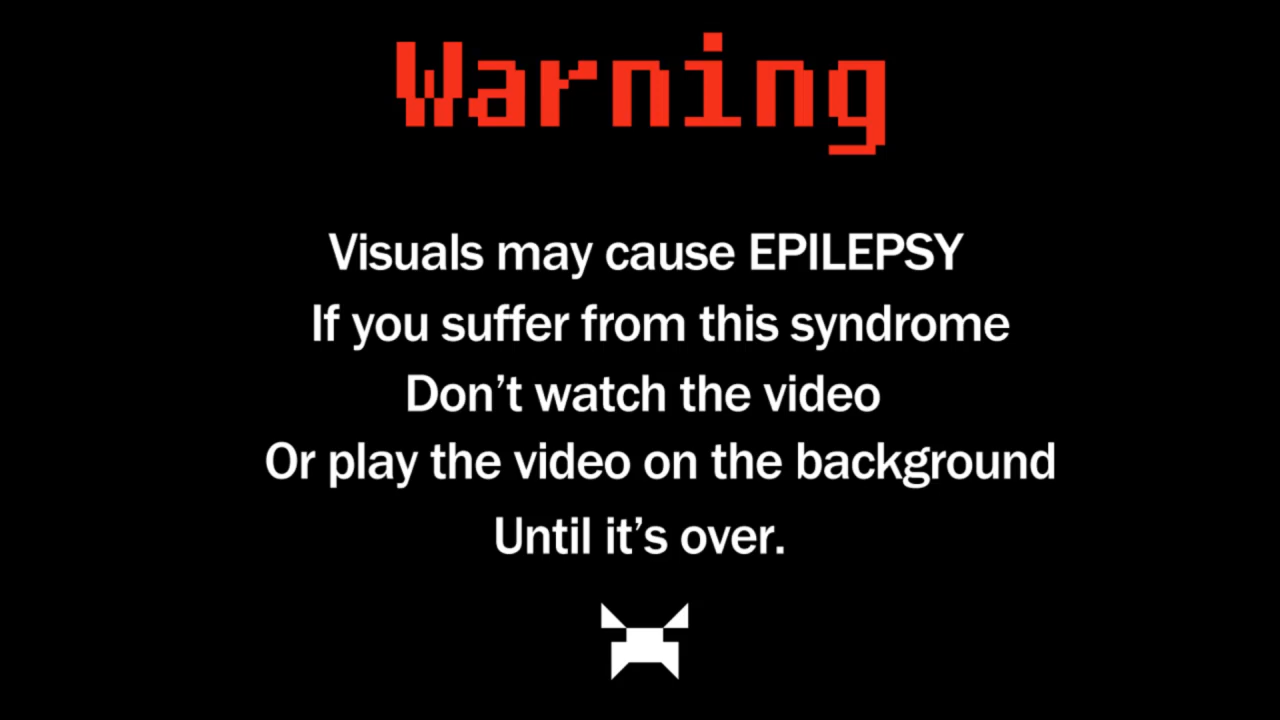 Warning
Visuals may cause EPILEPSY
If you suffer from this syndrome
Don’t watch the video
Or play the video on the background
Until it’s over.